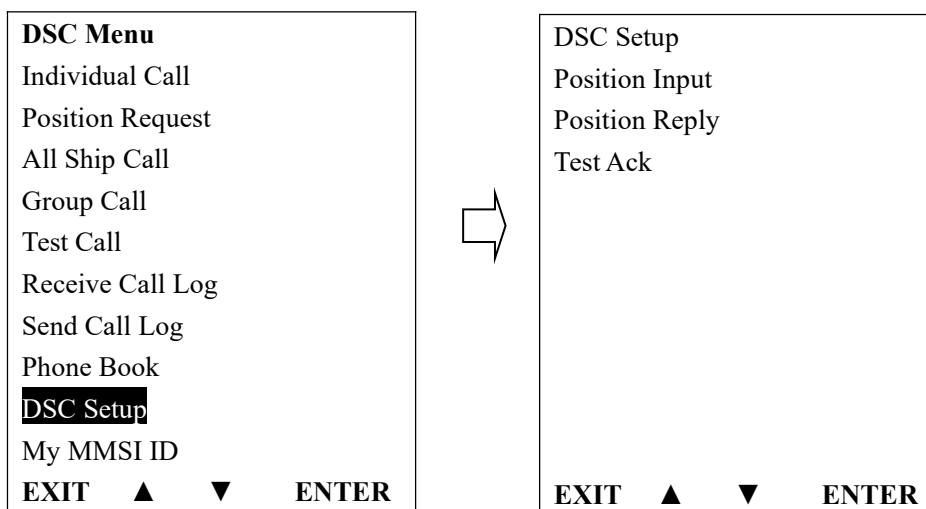 DSC Menu
Individual Call
Position Request
All Ship Call
Group Call
Test Call
Receive Call Log
Send Call Log
Phone Book
DSC Setup
My MMSI ID
EXIT ▲ ▼ ENTER
DSC Setup
Position Input
Position Reply
Test Ack
EXIT ▲ ▼ ENTER